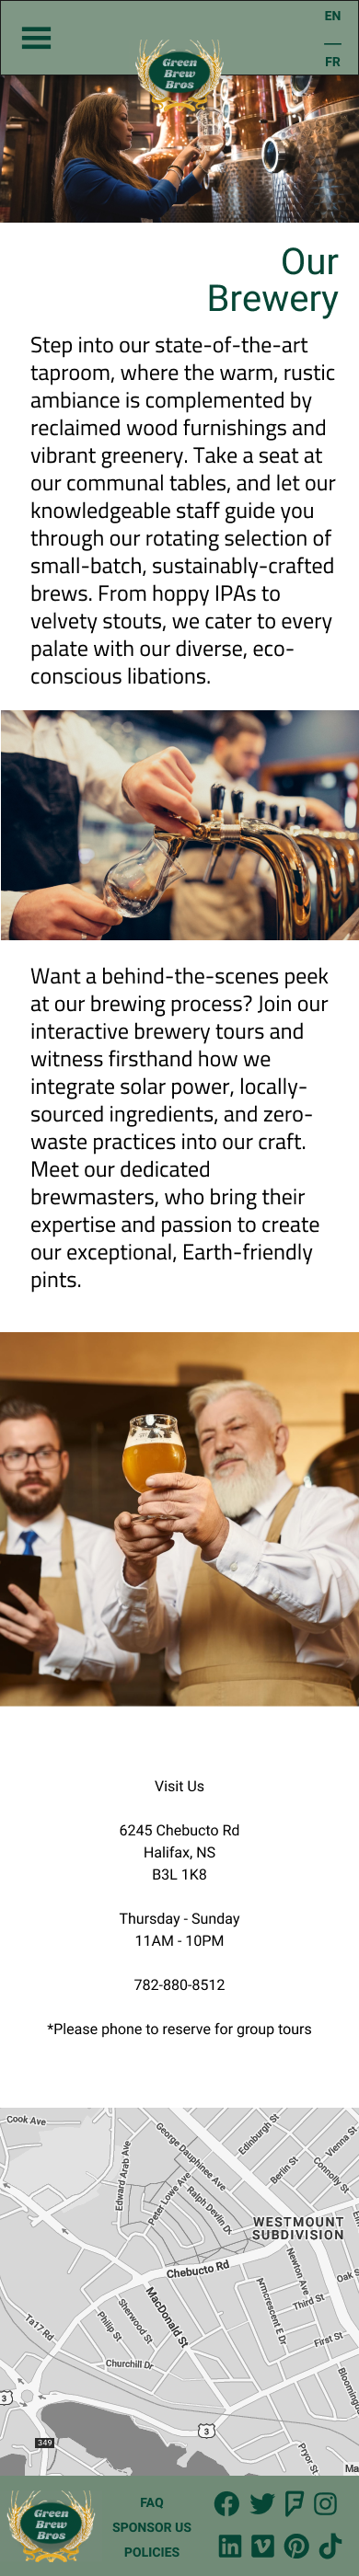 EN
FR
Green
Brew
Bros
Our
Brewery
Step into our state-of-the-art
taproom, where the warm, rustic
ambiance is complemented by
reclaimed wood furnishings and
vibrant greenery. Take a seat at
our communal tables, and let our
knowledgeable staff guide you
through our rotating selection of
small-batch, sustainably-crafted
brews. From hoppy IPAs to
velvety stouts, we cater to every
palate with our diverse, eco-
conscious libations.
Want a behind-the-scenes peek
at our brewing process? Join our
interactive brewery tours and
witness firsthand how we
integrate solar power, locally-
sourced ingredients, and zero-
waste practices into our craft.
Meet our dedicated
brewmasters, who bring their
expertise and passion to create
our exceptional, Earth-friendly
pints.
Visit Us
6245 Chebucto Rd
Halifax, NS
B3L 1K8
Thursday - Sunday
11AM - 10PM
782-880-8512
*Please phone to reserve for group tours
Cook Ave
Edward Arab Ave
George Dauphinee Ave
Peter Lowe Ave
Ralph Devlin Dr
Edinburgh St
Berlin St
Vienna St
Connolly St
WESTMOUNT
SUBDIVISION
Chebucto Rd
Newton Ave
Armcrescent E Dr
Third St
Oak S
First St
Bloomingd
MacDonald St
Sherwood St
Philip St
Ta17 Rd
Churchill Dr
3
3
349
Pryor St
Ma
Green
Brew
Bros
FAQ
SPONSOR US
POLICIES